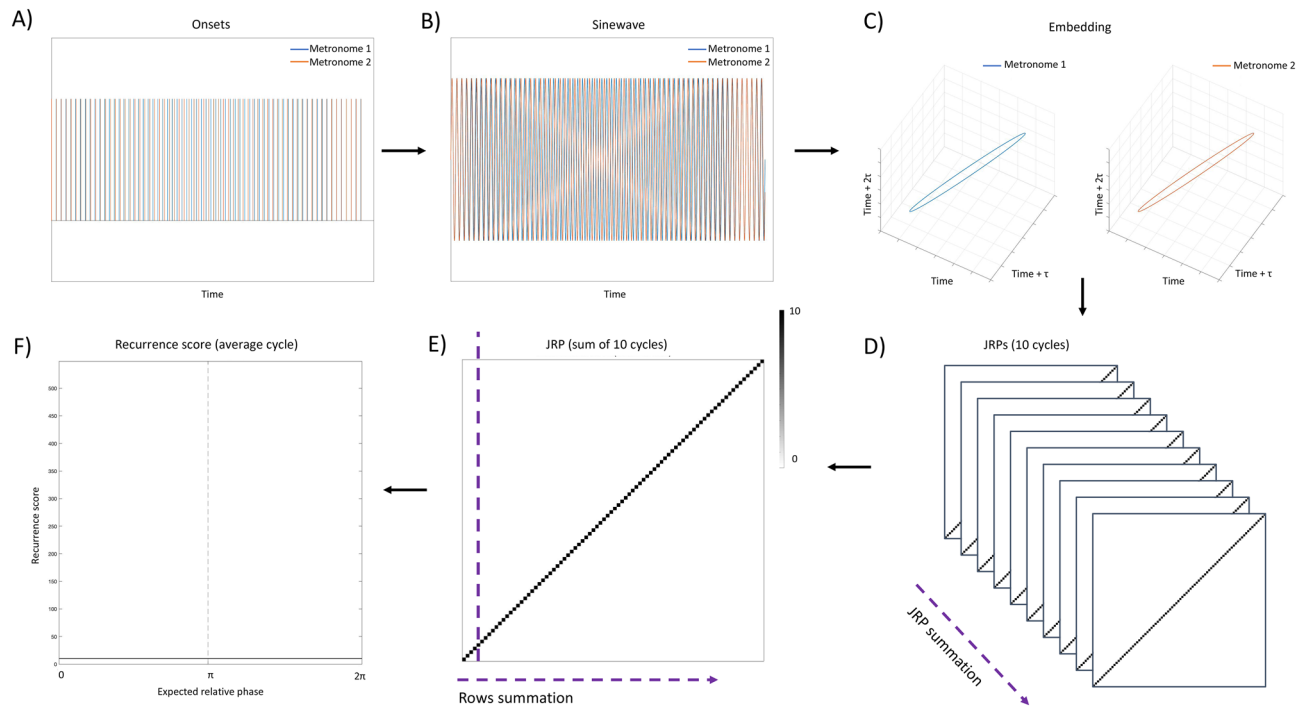 A)
Onsets
Metronome 1
Metronome 2
Time
B)
Sinewave
Metronome 1
Metronome 2
Time
C)
Embedding
Metronome 1
Time + 2τ
Time
Time + τ
Metronome 2
Time + 2τ
Time
Time + τ
D)
JRPs (10 cycles)
JRP summation
E)
JRP (sum of 10 cycles)
10
0
Rows summation
F)
Recurrence score (average cycle)
Recurrence score
500
450
400
350
300
250
200
150
100
50
0
0
π
2π
Expected relative phase